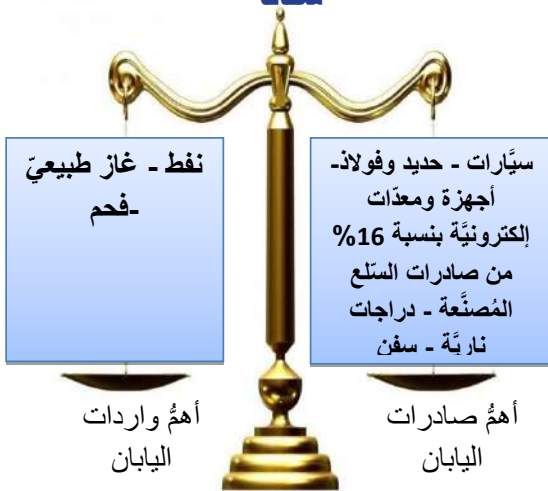 سيَّارات - حديد وفولاذ-
أجهزة ومعدّات
إلكترونيَّة بنسبة 16%
من صادرات السّلع
المُصنَّعة - دراجات
ناريَّة - سفن
أهمُّ صادرات
اليابان
نفط - غاز طبيعيّ
-فحم
أهمُّ واردات
اليابان